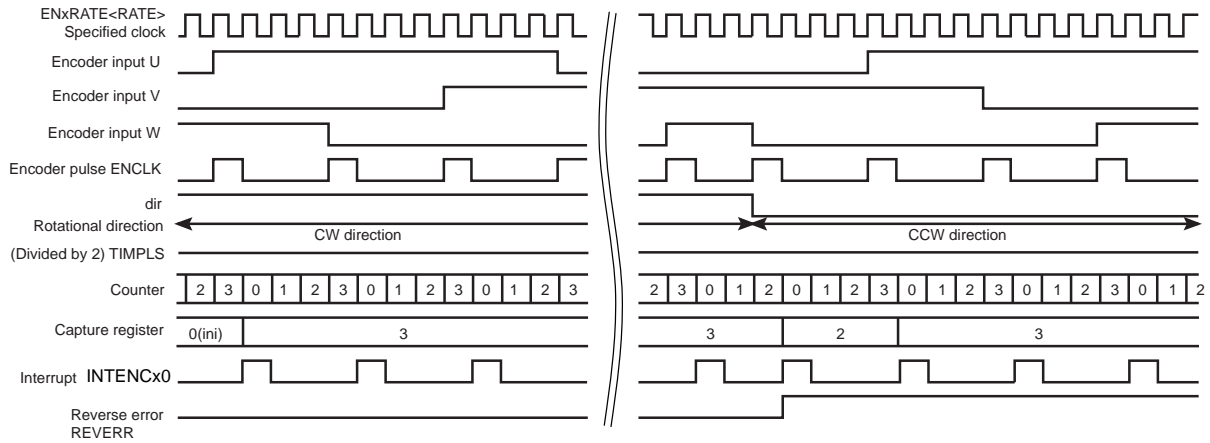 ENxRATE<RATE>
Specified clock
Encoder input U
Encoder input V
Encoder input W
Encoder pulse ENCLK
dir
Rotational direction
CW direction
CCW direction
(Divided by 2) TIMPLS
Counter
2 3 0 1 2 3 0 1 2 3 0 1 2 3
2 3 0 1 2 0 1 2 3 0 1 2 3 0 1 2 3 0 1 2
Capture register
0(ini)
3
3
2
3
Interrupt INTENCx0
Reverse error
REVERR